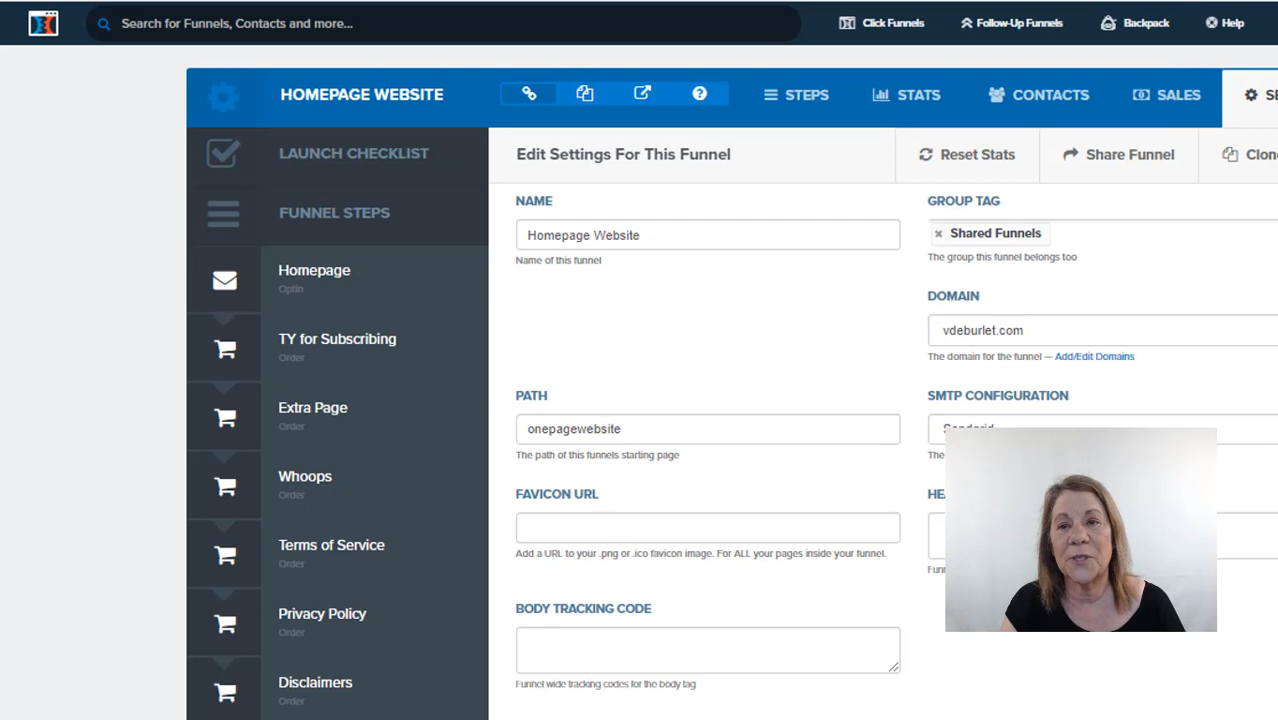 Search for Funnels, Contacts and more...
Click Funnels
Follow-Up Funnels
Backpack
Help
HOMEPAGE WEBSITE
STEPS
STATS
CONTACTS
SALES
LAUNCH CHECKLIST
FUNNEL STEPS
Homepage
Optin
TY for Subscribing
Order
Extra Page
Order
Whoops
Order
Terms of Service
Order
Privacy Policy
Order
Disclaimers
Order
Edit Settings For This Funnel
Reset Stats
Share Funnel
NAME
Homepage Website
Name of this funnel
GROUP TAG
× Shared Funnels
The group this funnel belongs too
DOMAIN
vdeburlet.com
The domain for the funnel — Add/Edit Domains
PATH
onepagewebsite
The path of this funnels starting page
SMTP CONFIGURATION
Sendgrid
FAVICON URL
Add a URL to your .png or .ico favicon image. For ALL your pages inside your funnel.
BODY TRACKING CODE
Funnel wide tracking codes for the body tag